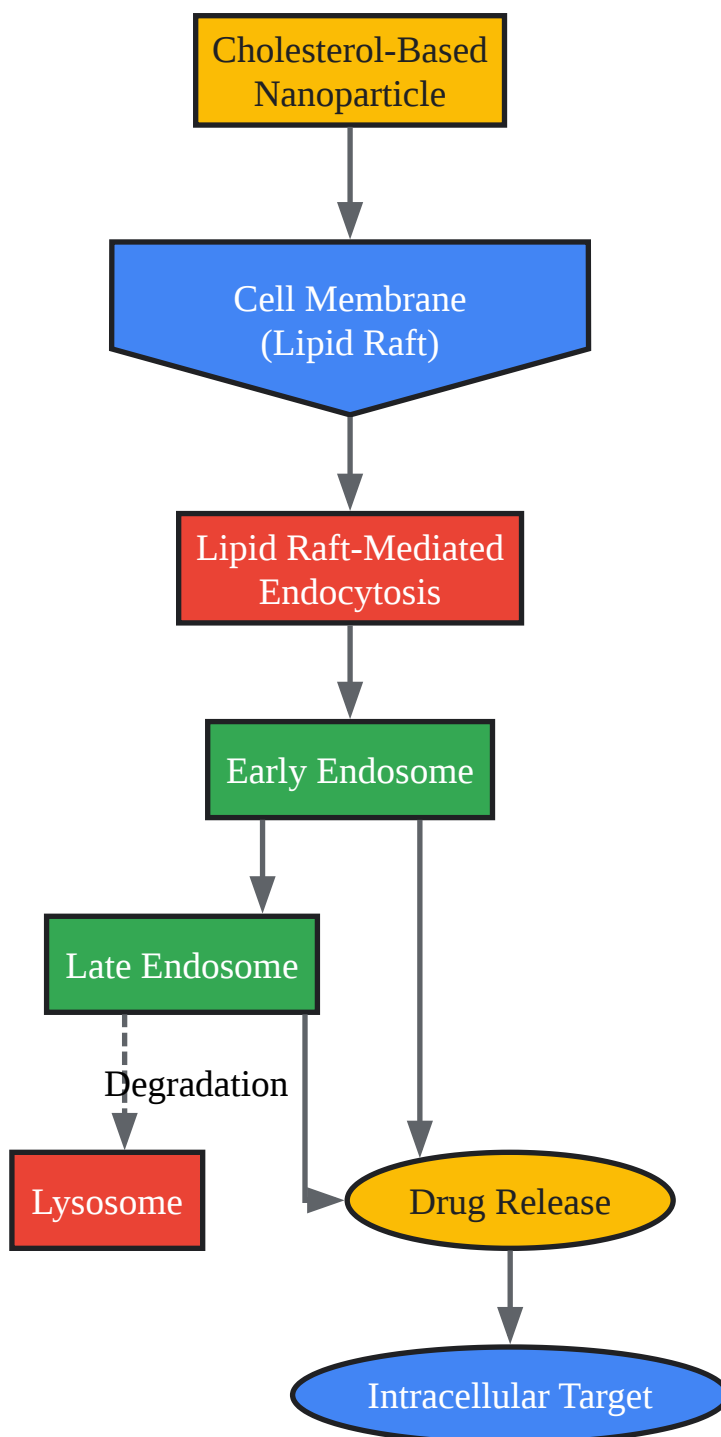 Cholesterol-Based
Nanoparticle
Cell Membrane
(Lipid Raft)
Lipid Raft-Mediated
Endocytosis
Early Endosome
Late Endosome
Degradation
Lysosome
Drug Release
Intracellular Target